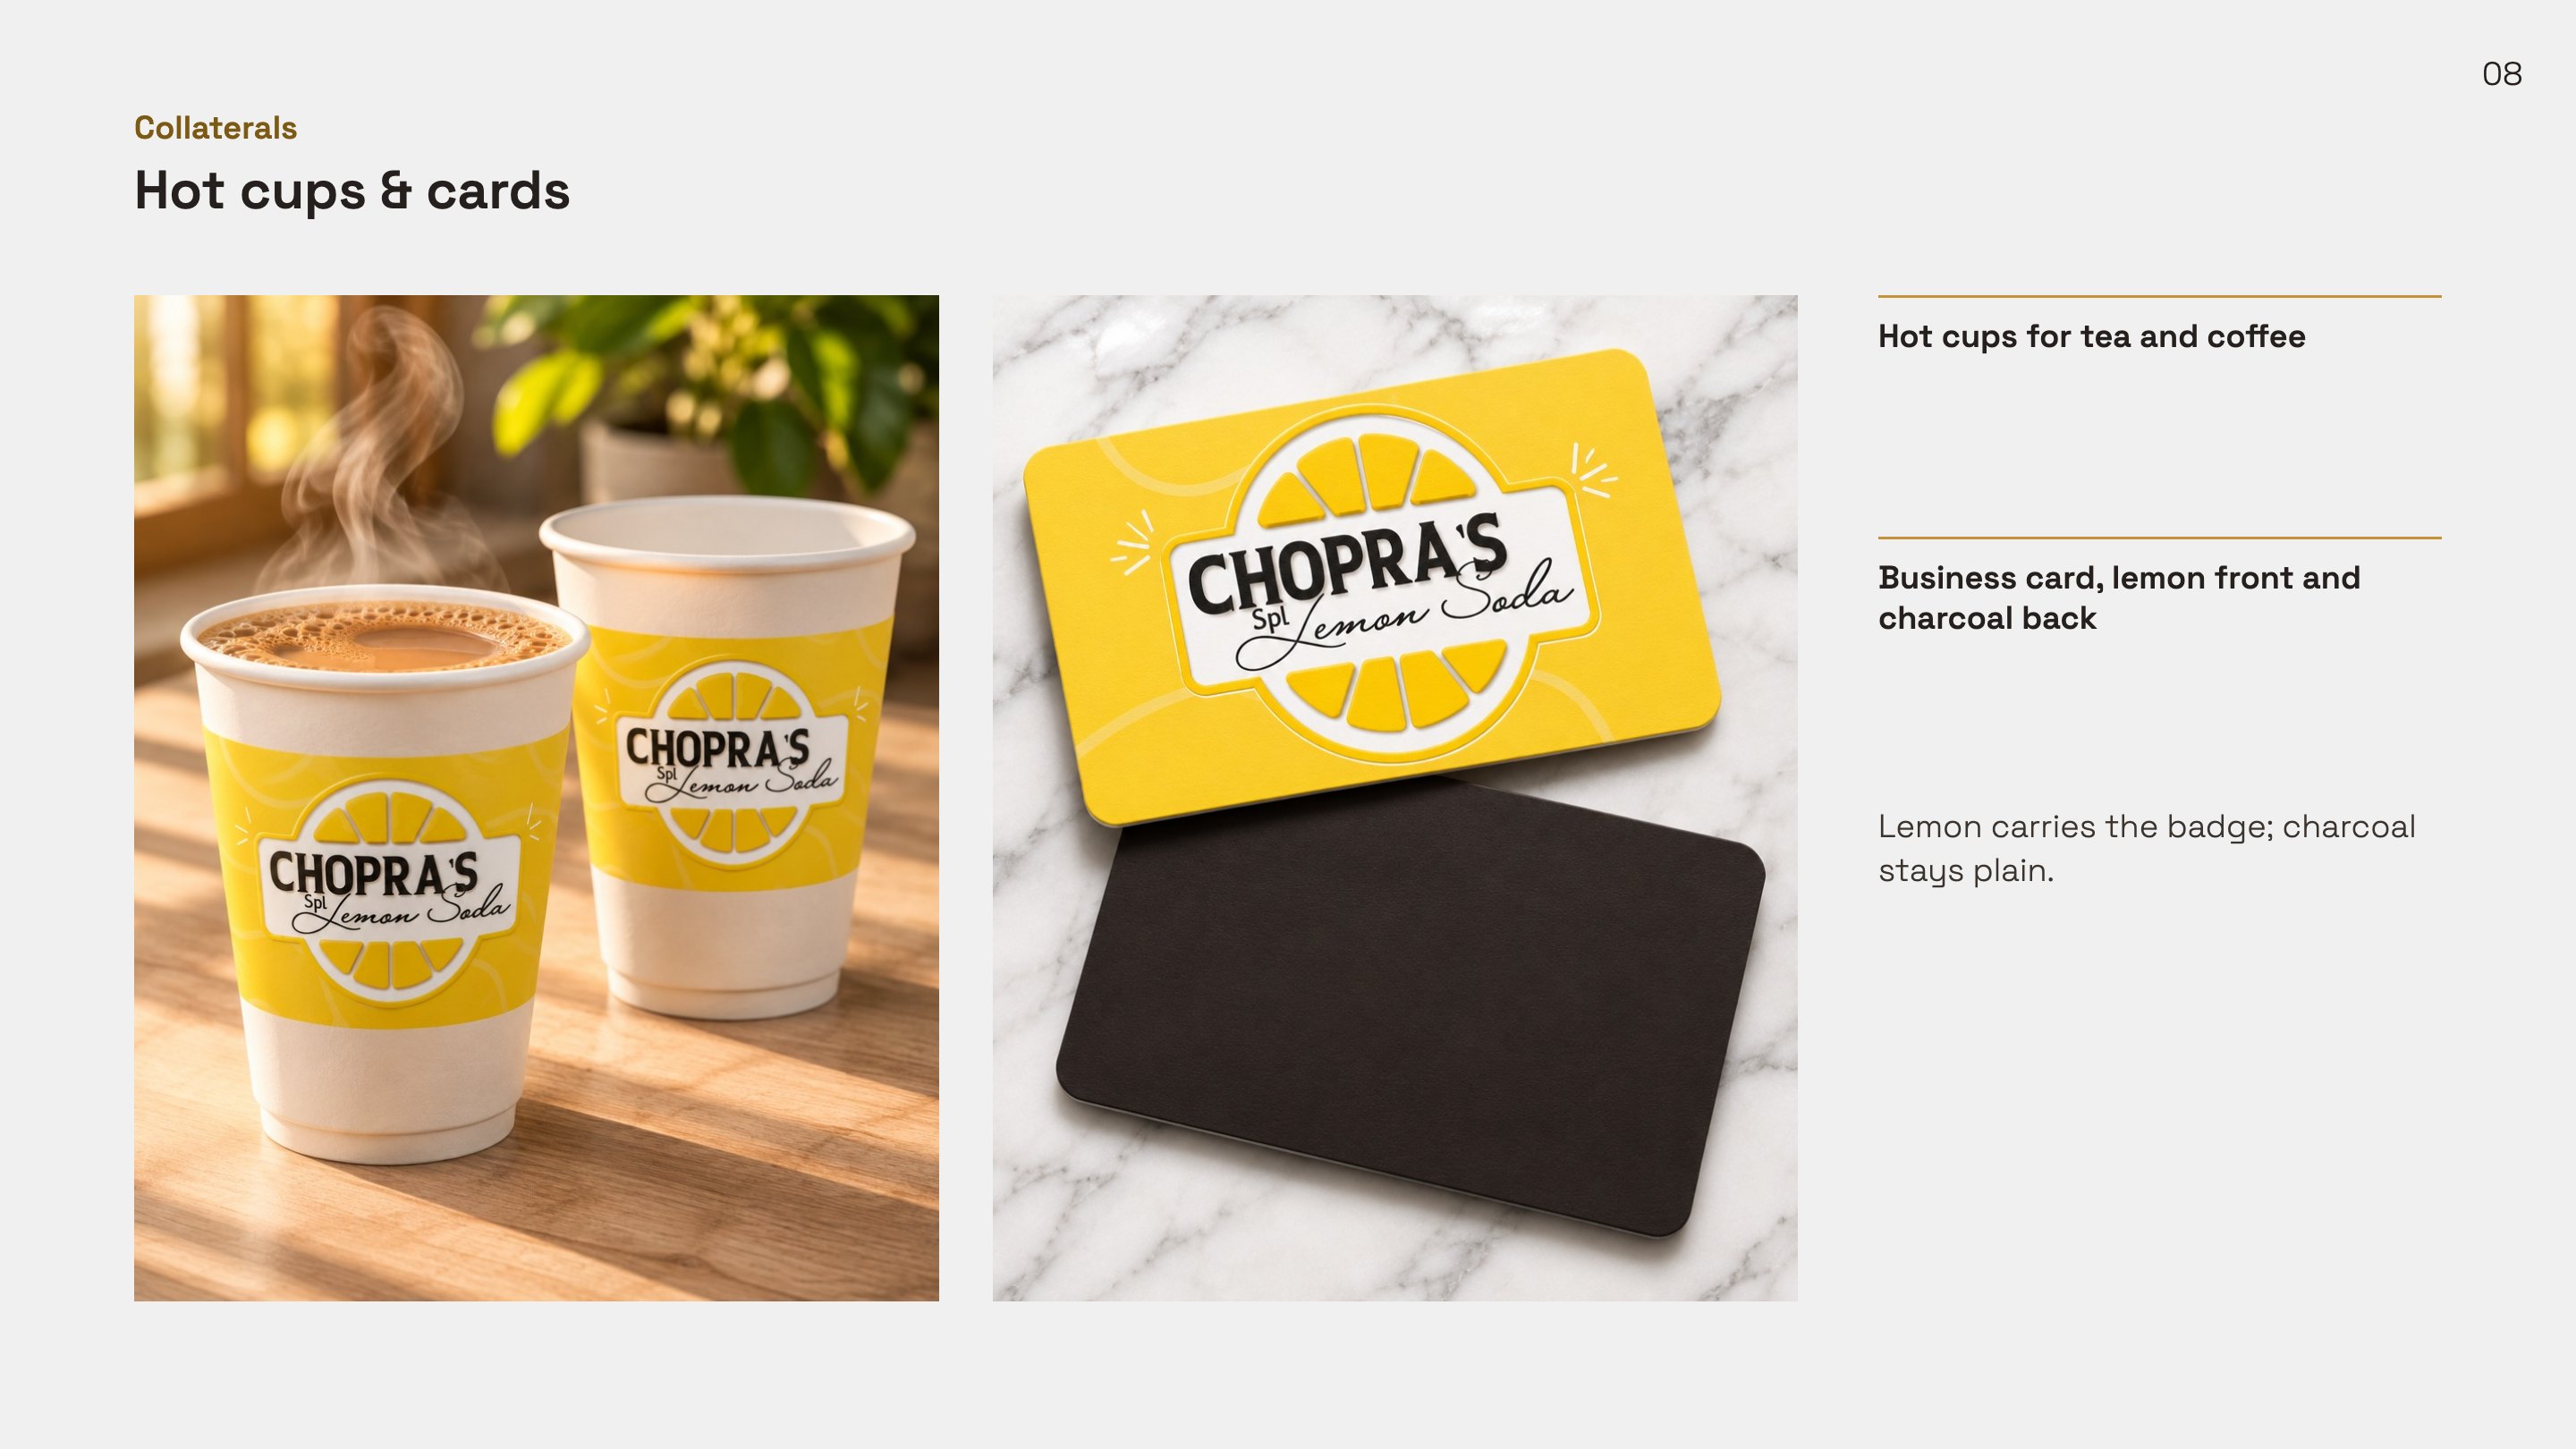 08
Collaterals
Hot cups & cards
CHOPRA'S
Spl Lemon Soda
CHOPRA'S
Spl Lemon Soda
CHOPRA'S
Spl Lemon Soda
Hot cups for tea and coffee
Business card, lemon front and
charcoal back
Lemon carries the badge; charcoal
stays plain.